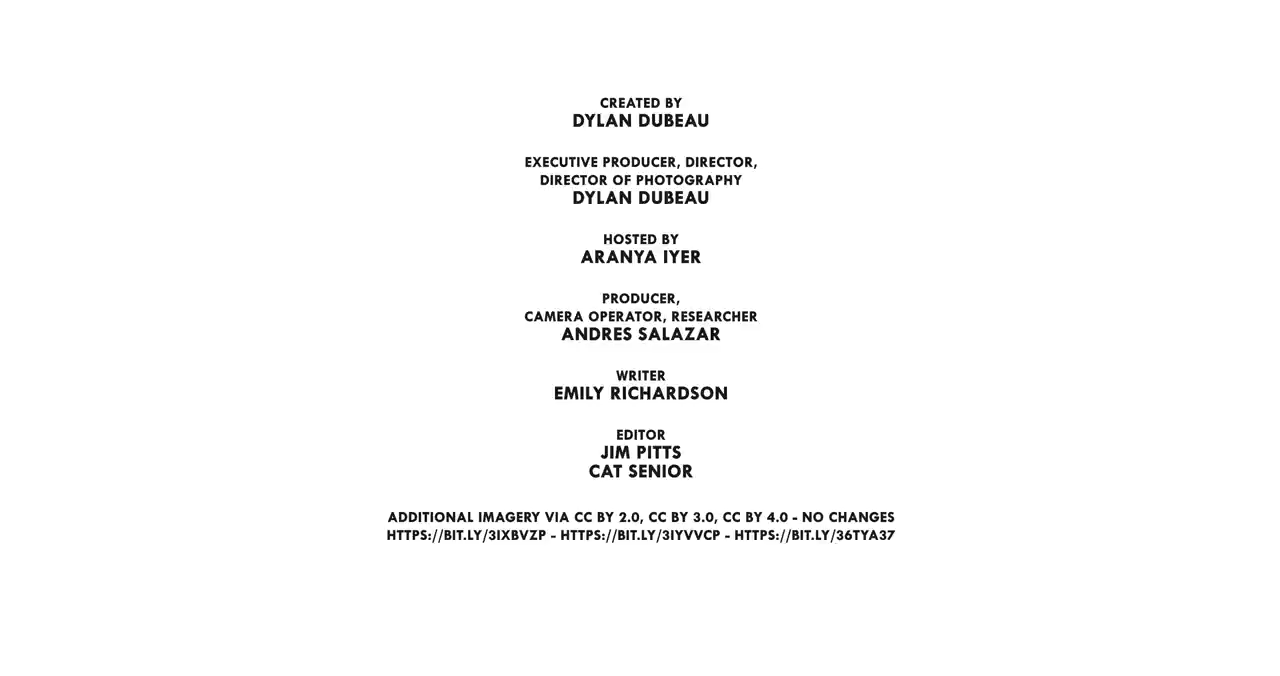 CREATED BY
DYLAN DUBEAU
EXECUTIVE PRODUCER, DIRECTOR,
DIRECTOR OF PHOTOGRAPHY
DYLAN DUBEAU
HOSTED BY
ARANYA IYER
PRODUCER,
CAMERA OPERATOR, RESEARCHER
ANDRES SALAZAR
WRITER
EMILY RICHARDSON
EDITOR
JIM PITTS
CAT SENIOR
ADDITIONAL IMAGERY VIA CC BY 2.0, CC BY 3.0, CC BY 4.0 - NO CHANGES
HTTPS://BIT.LY/3IXBVZP - HTTPS://BIT.LY/3IYVVCP - HTTPS://BIT.LY/36TYA37